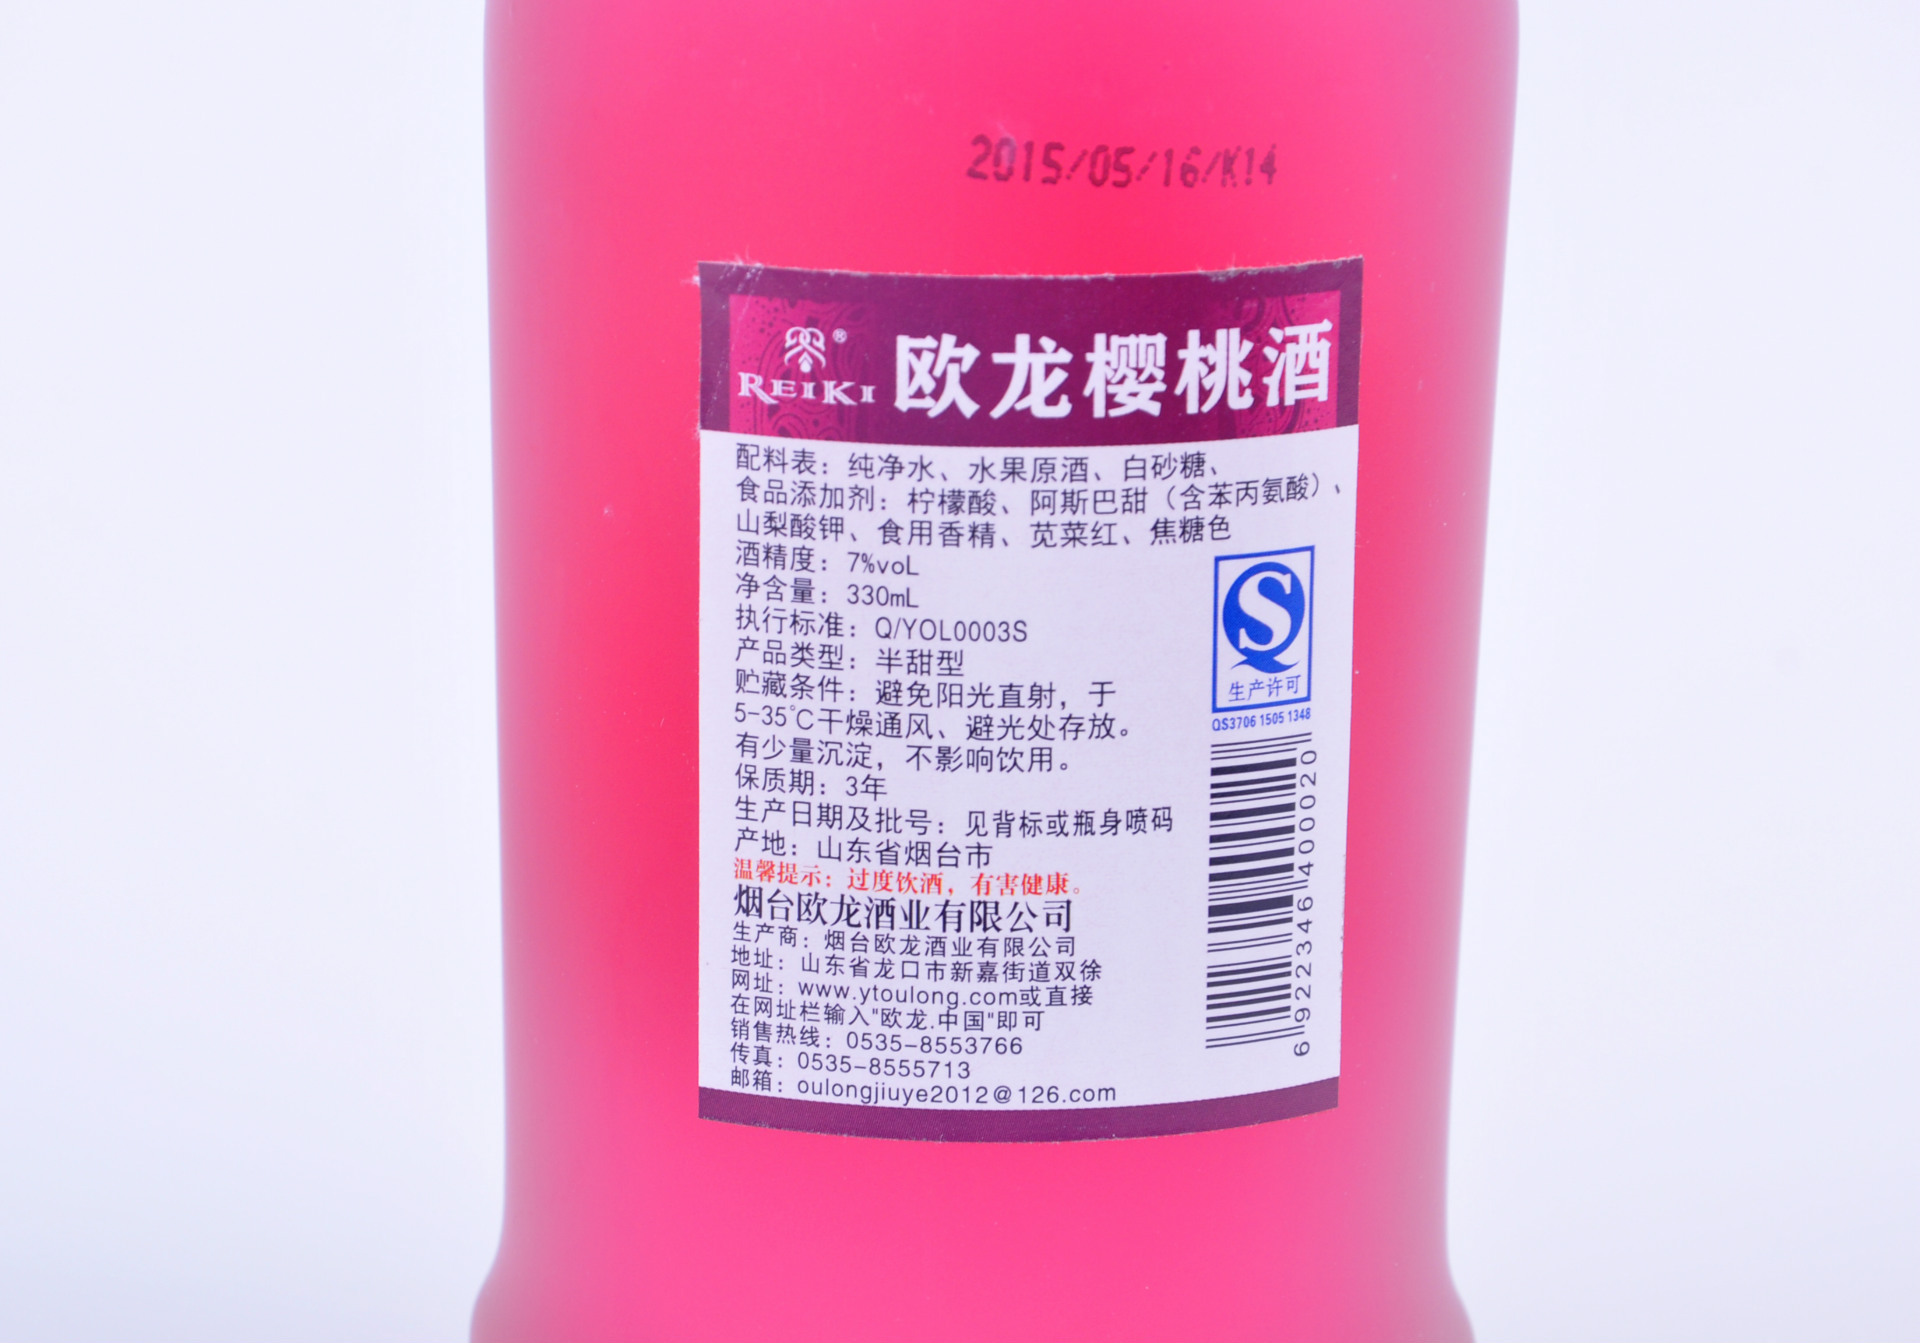 2015/05/16/K14
REIKI® 欧龙樱桃酒
配料表：纯净水、水果原酒、白砂糖、
食品添加剂：柠檬酸、阿斯巴甜（含苯丙氨酸）、
山梨酸钾、食用香精、苋菜红、焦糖色
酒精度：7%voL
净含量：330mL
执行标准：Q/YOL0003S
产品类型：半甜型
贮藏条件：避免阳光直射，于
5-35℃干燥通风、避光处存放。
有少量沉淀，不影响饮用。
保质期：3年
生产日期及批号：见背标或瓶身喷码
产地：山东省烟台市
温馨提示：过度饮酒，有害健康。
烟台欧龙酒业有限公司
生产商：烟台欧龙酒业有限公司
地址：山东省龙口市新嘉街道双徐
网址：www.ytoulong.com或直接
在网址栏输入"欧龙.中国"即可
销售热线：0535-8553766
传真：0535-8555713
邮箱：oulongjiuye2012@126.com
生产许可
QS3706 1505 1348
6 922346 400020